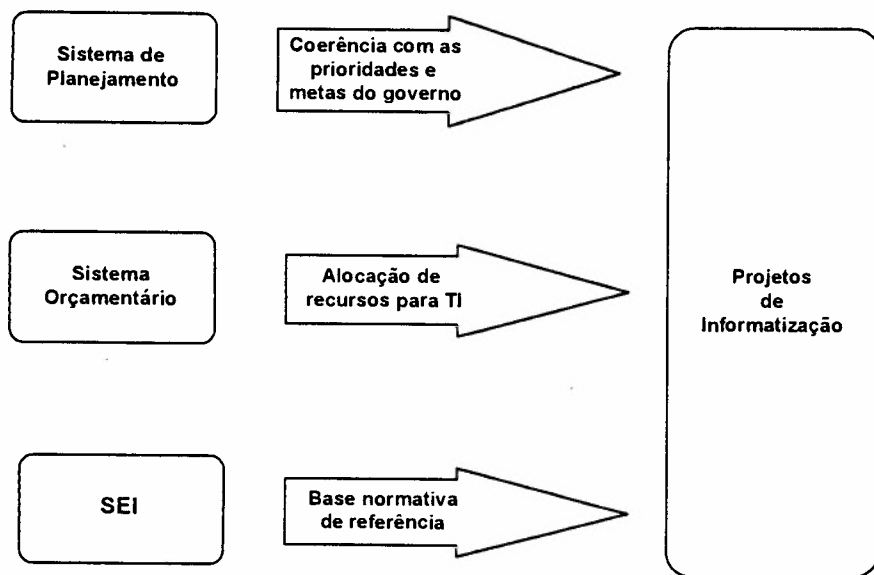 Sistema de
Planejamento
Coerência com as
prioridades e
metas do governo
Sistema
Orçamentário
Alocação de
recursos para TI
Projetos
de
Informatização
SEI
Base normativa
de referência